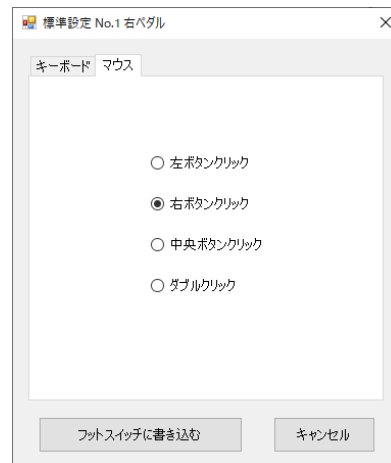 標準設定 No.1 右ペダル
キーボード マウス
左ボタンクリック
右ボタンクリック
中央ボタンクリック
ダブルクリック
フットスイッチに書き込む キャンセル